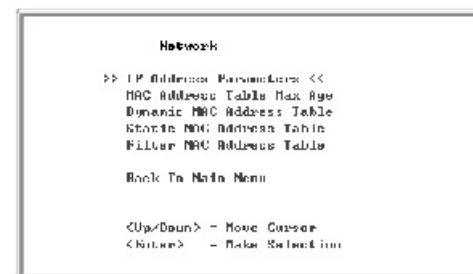 Network
>> IP Address Parameters <<
MAC Address Table Max Age
Dynamic MAC Address Table
Static MAC Address Table
Filter MAC Address Table
Back To Main Menu
<Up/Down> - Move Cursor
<Enter> - Make Selection